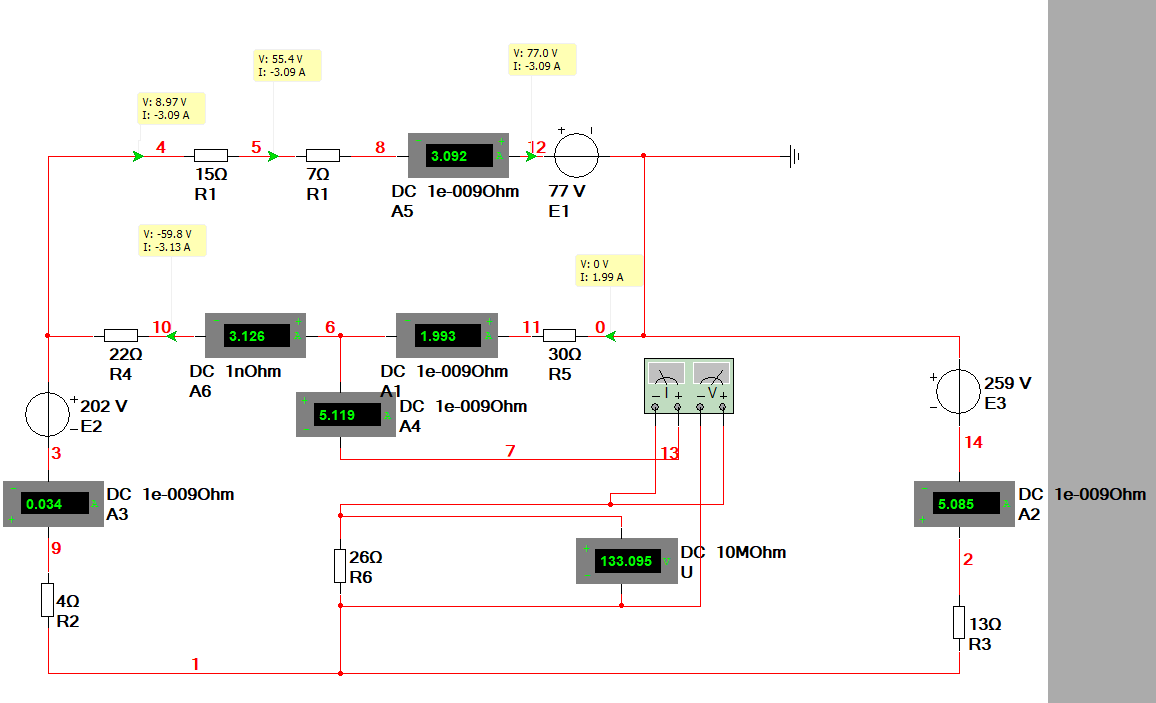 V: 77.0 V
I: -3.09 A
V: 55.4 V
I: -3.09 A
V: 8.97 V
I: -3.09 A
4
5
8
12
+
-
3.092
A
15Ω
R1
7Ω
R1
DC 1e-009Ohm
A5
77 V
E1
V: -59.8 V
I: -3.13 A
V: 0 V
I: 1.99 A
10
6
11
0
3.126
A
1.993
A
22Ω
R4
DC 1nOhm
A6
DC 1e-009Ohm
A1
30Ω
R5
202 V
E2
+
-
5.119
A
DC 1e-009Ohm
A4
- I +
- V +
+
-
259 V
E3
3
7
13
14
0.034
A
DC 1e-009Ohm
A3
5.085
A
DC 1e-009Ohm
A2
9
26Ω
R6
133.095
V
DC 10MOhm
U
2
4Ω
R2
13Ω
R3
1